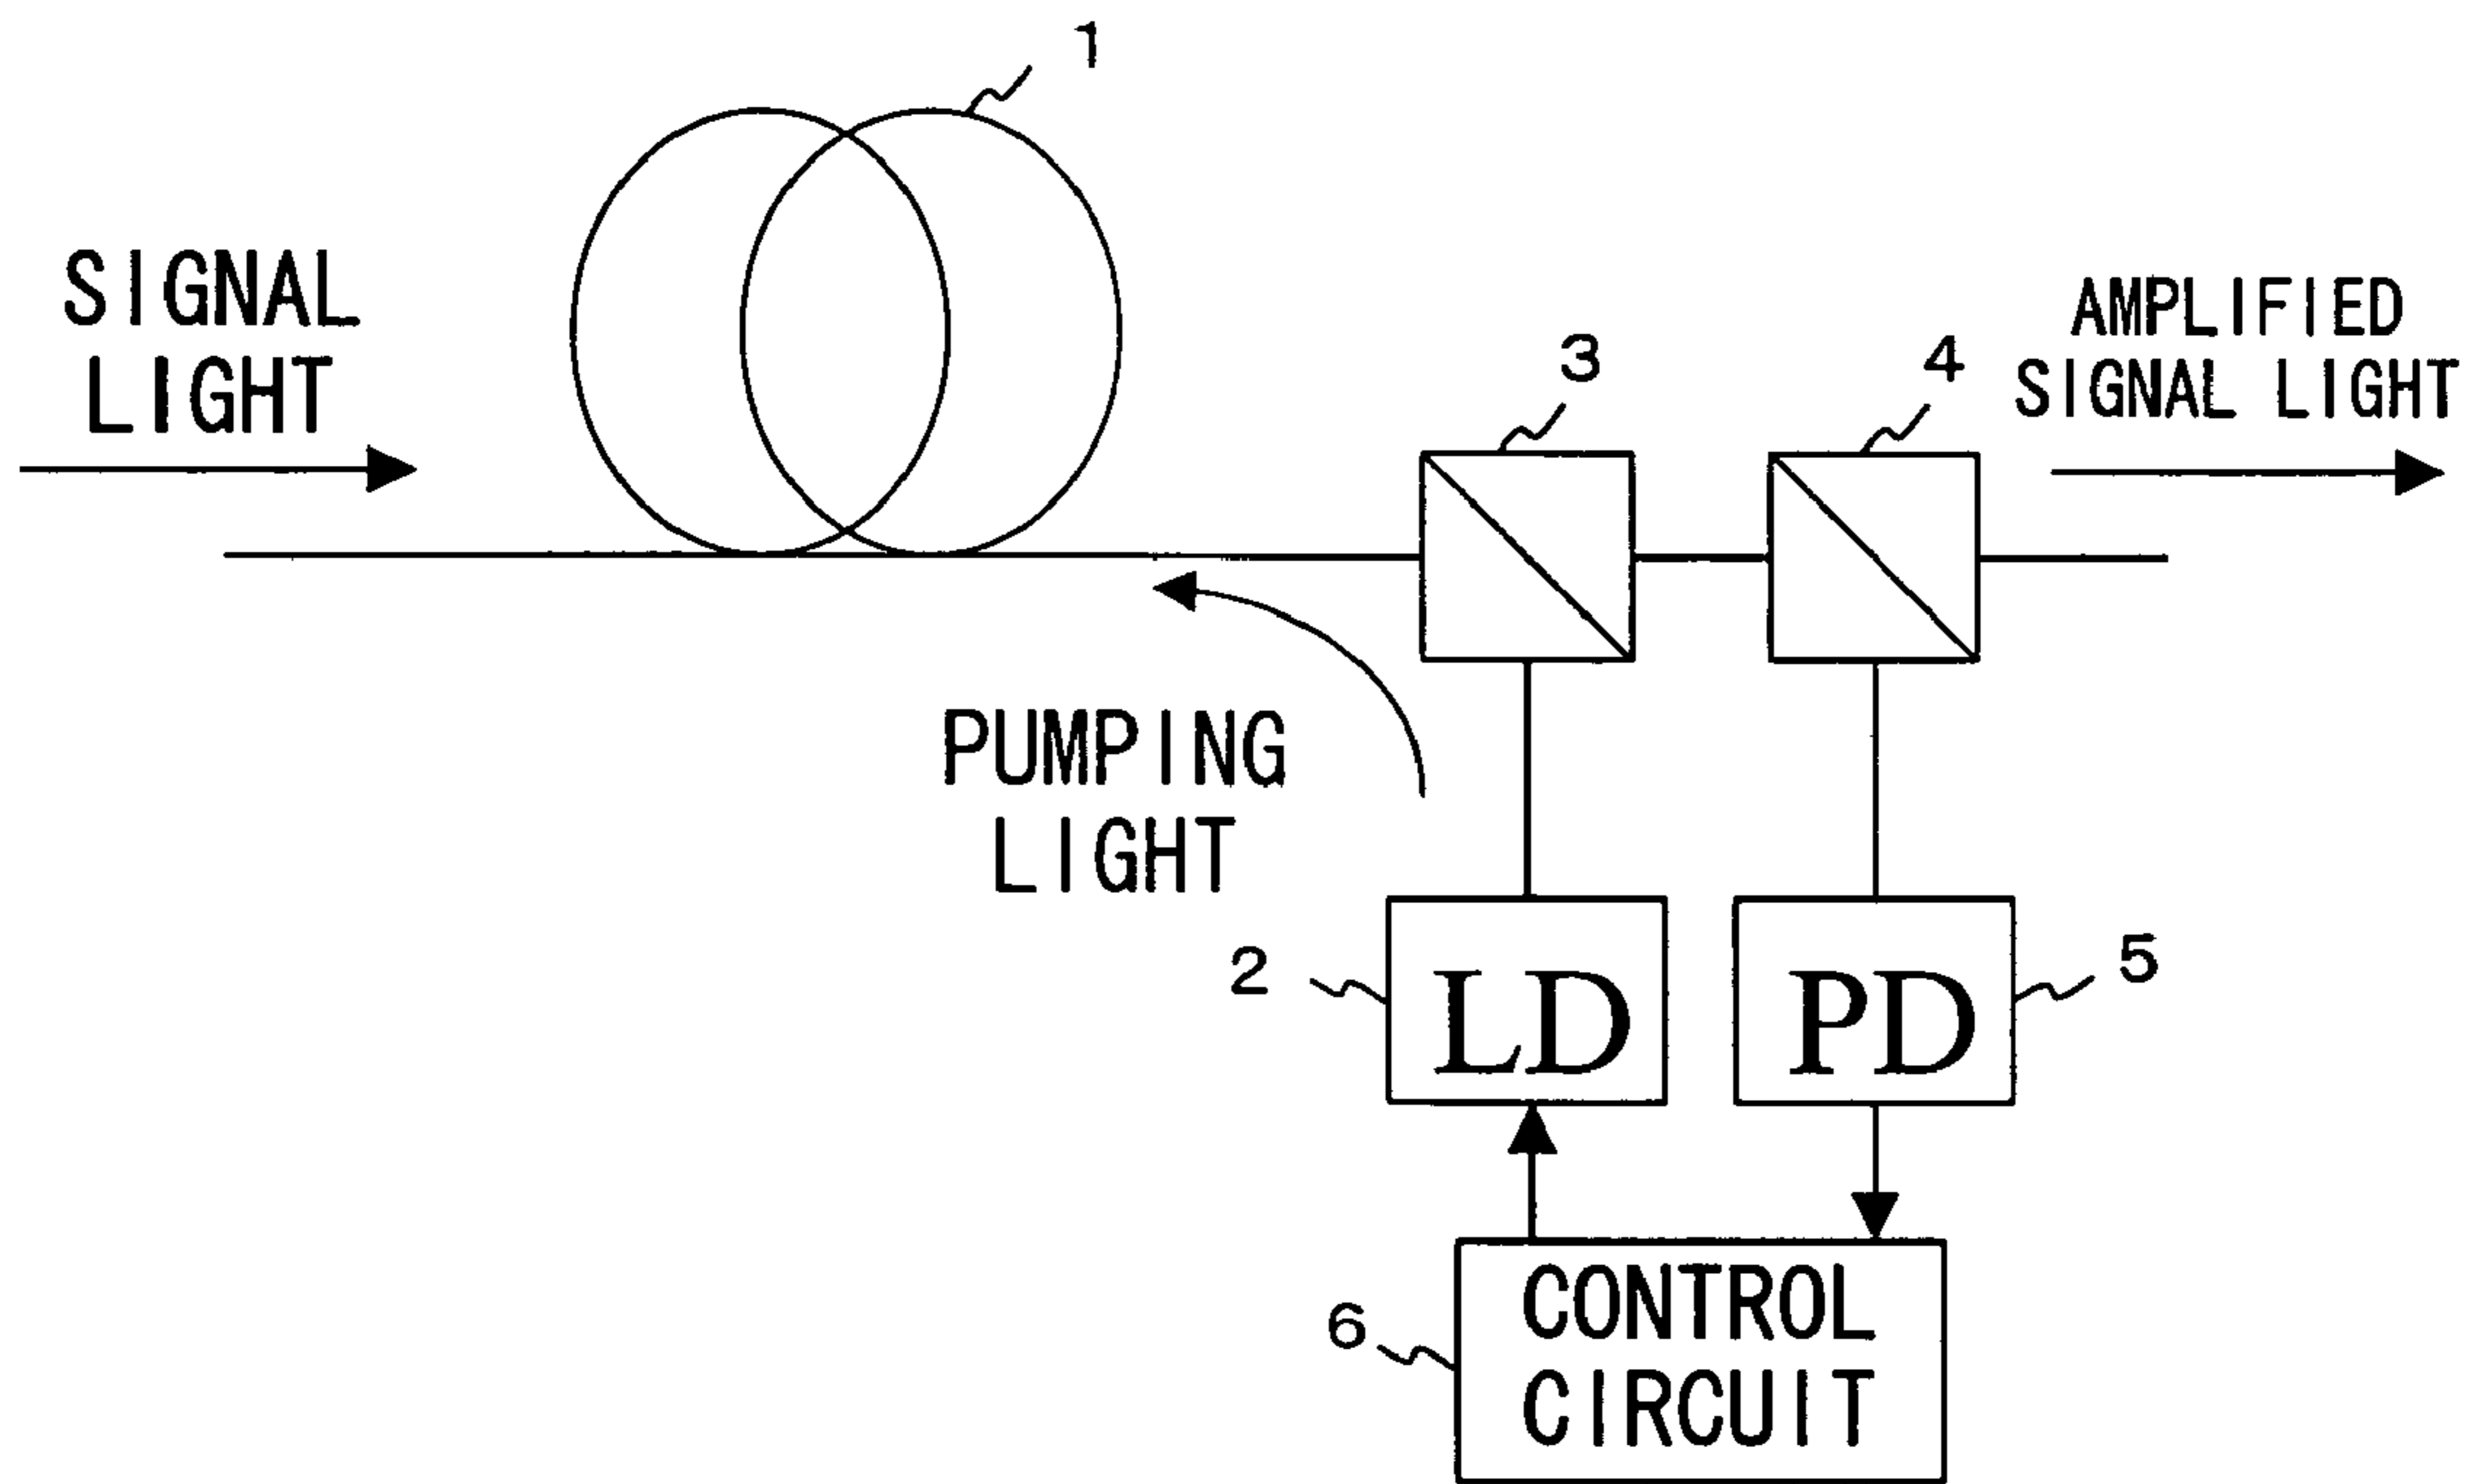 1
SIGNAL
LIGHT
3
4
AMPLIFIED
SIGNAL LIGHT
PUMPING
LIGHT
2
LD
PD
5
6
CONTROL
CIRCUIT